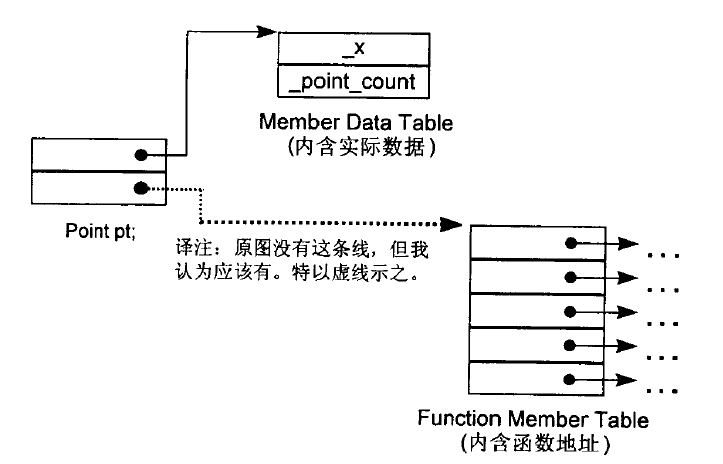 _x
_point_count
Member Data Table
(内含实际数据)
Point pt;
译注：原图没有这条线，但我
认为应该有。特以虚线示之。
...
...
...
...
...
Function Member Table
(内含函数地址)